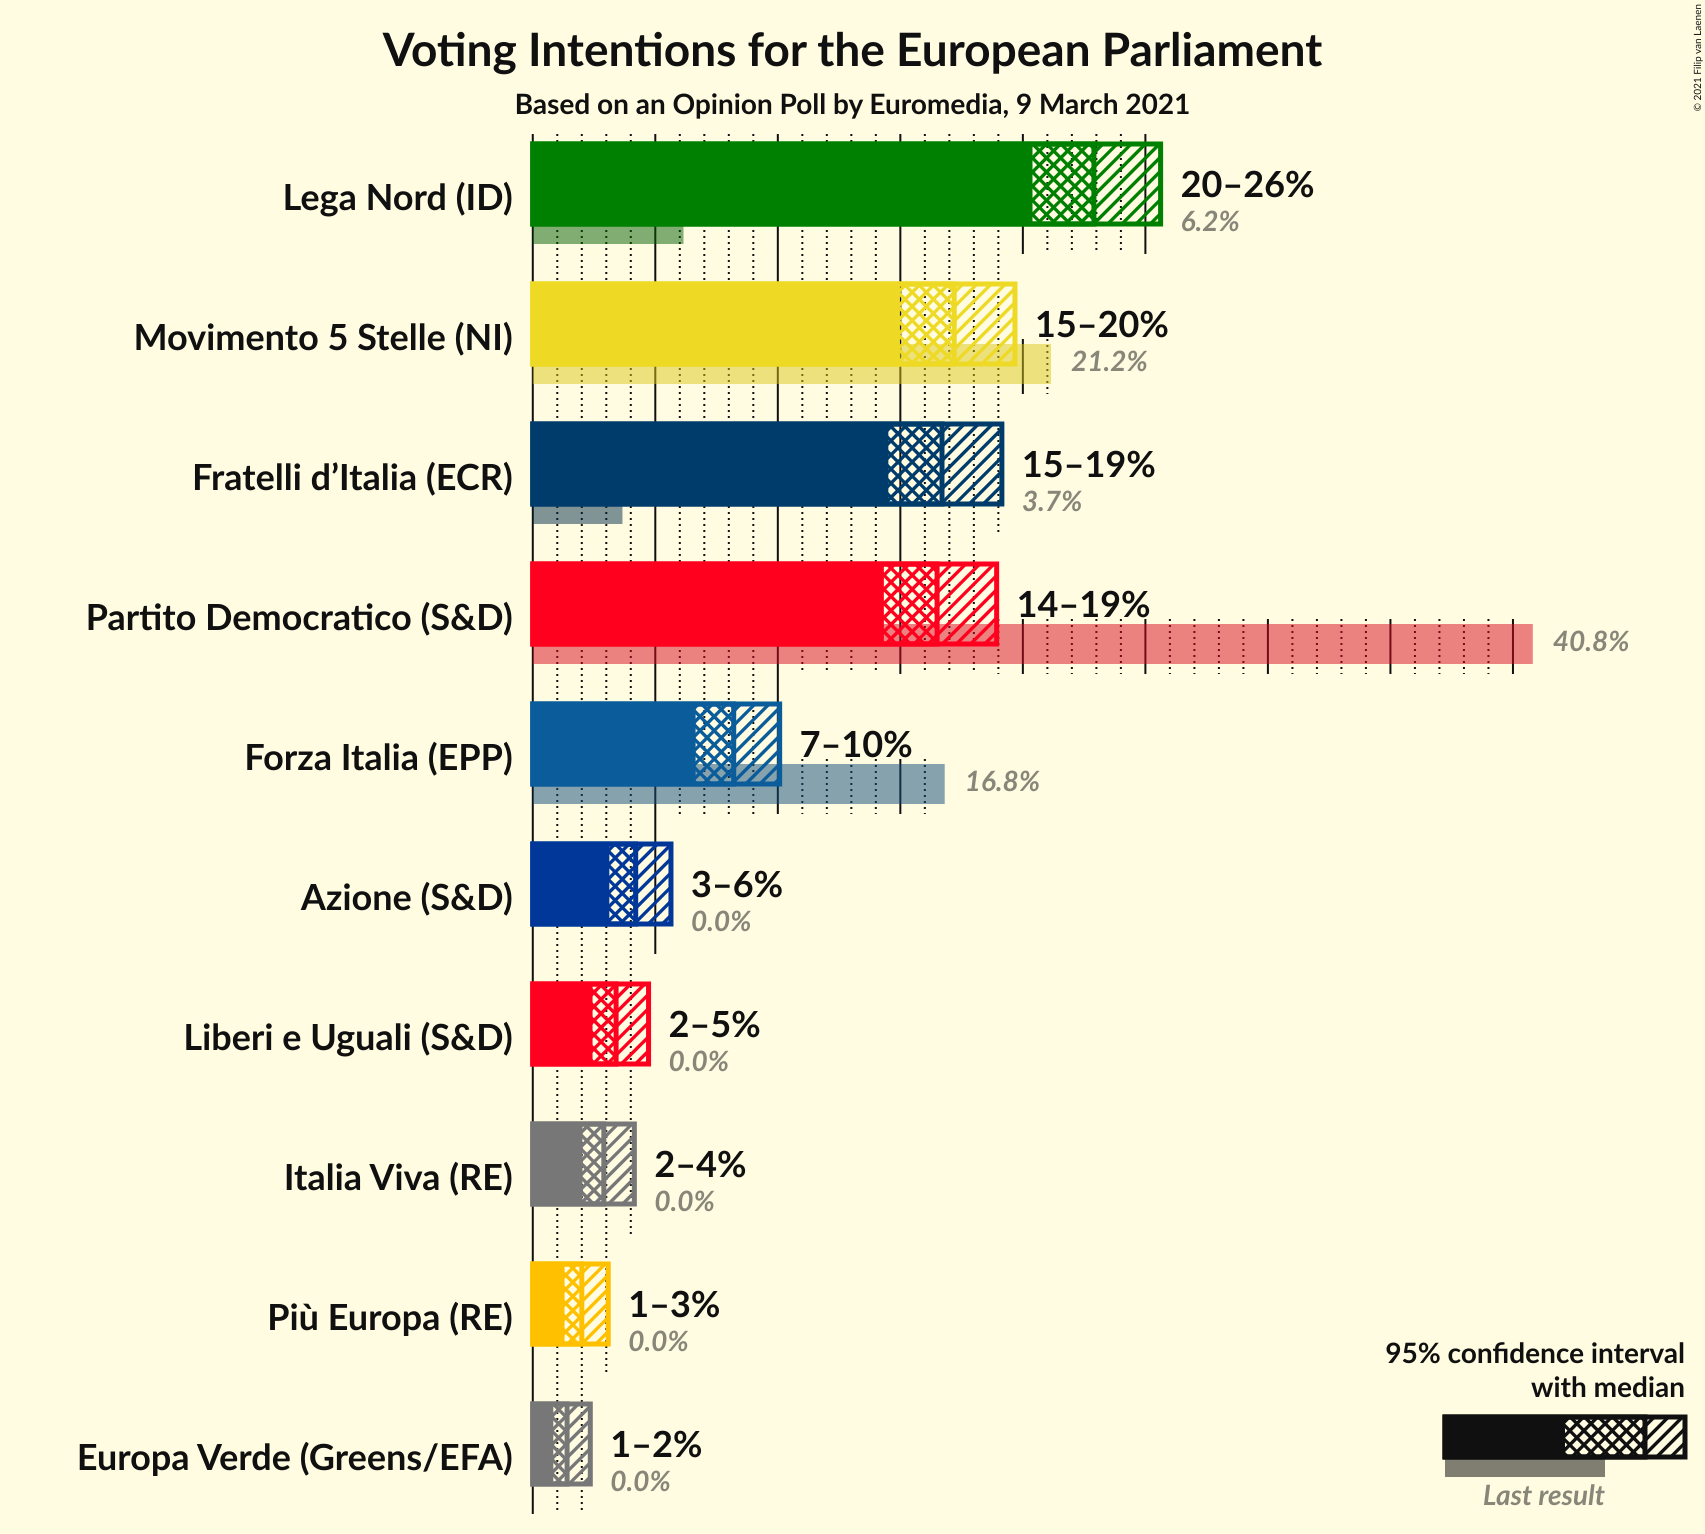 Voting Intentions for the European Parliament
Based on an Opinion Poll by Euromedia, 9 March 2021
© 2021 Filip van Laenen
Lega Nord (ID)
20–26%
6.2%
Movimento 5 Stelle (NI)
15–20%
21.2%
Fratelli d’Italia (ECR)
15–19%
3.7%
Partito Democratico (S&D)
14–19%
40.8%
Forza Italia (EPP)
7–10%
16.8%
Azione (S&D)
3–6%
0.0%
Liberi e Uguali (S&D)
2–5%
0.0%
Italia Viva (RE)
2–4%
0.0%
Più Europa (RE)
1–3%
0.0%
Europa Verde (Greens/EFA)
1–2%
0.0%
95% confidence interval
with median
Last result